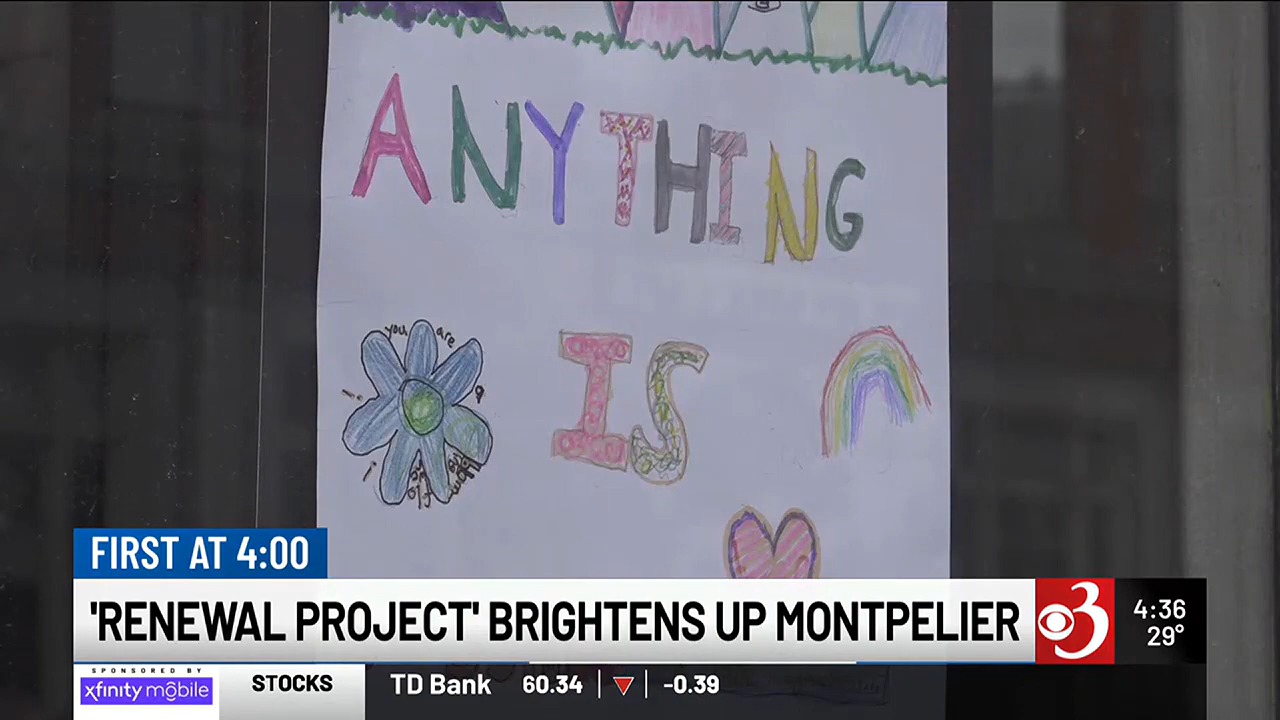 ANYTHING
you are
IS
FIRST AT 4:00
'RENEWAL PROJECT' BRIGHTENS UP MONTPELIER
3
4:36
29°
SPONSORED BY
xfinity mobile
STOCKS
TD Bank 60.34 -0.39